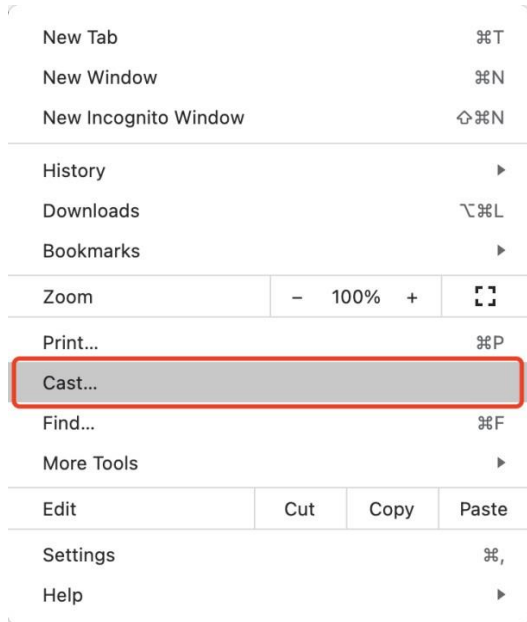 New Tab ⌘T
New Window ⌘N
New Incognito Window ⇧⌘N
History
Downloads ⌥⌘L
Bookmarks
Zoom − 100% +
Print... ⌘P
Cast...
Find... ⌘F
More Tools
Edit Cut Copy Paste
Settings ⌘,
Help